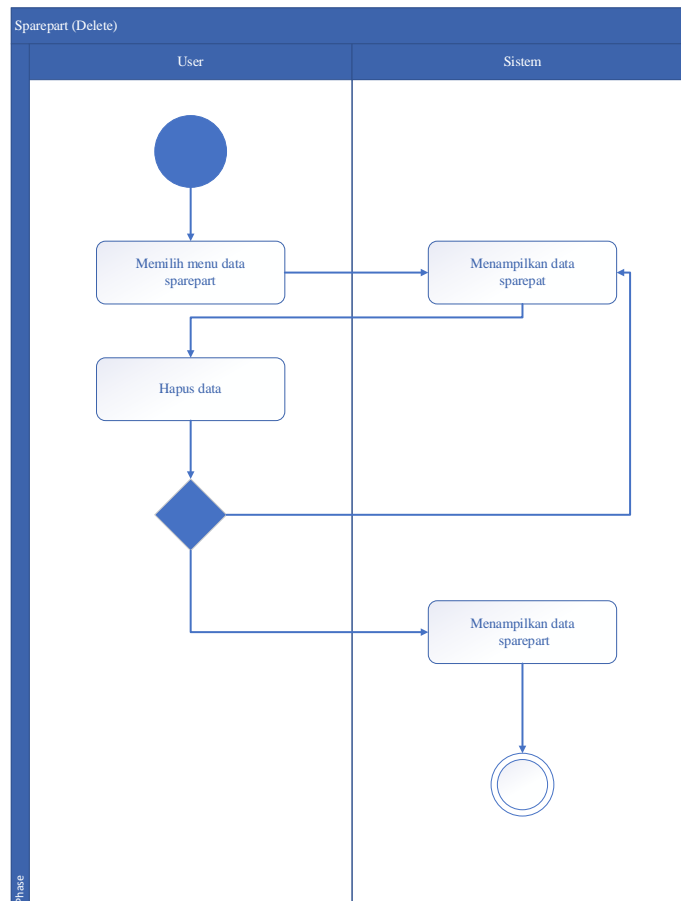 Sparepart (Delete)
User
Sistem
Memilih menu data
sparepart
Menampilkan data
sparepat
Hapus data
Menampilkan data
sparepart
Phase